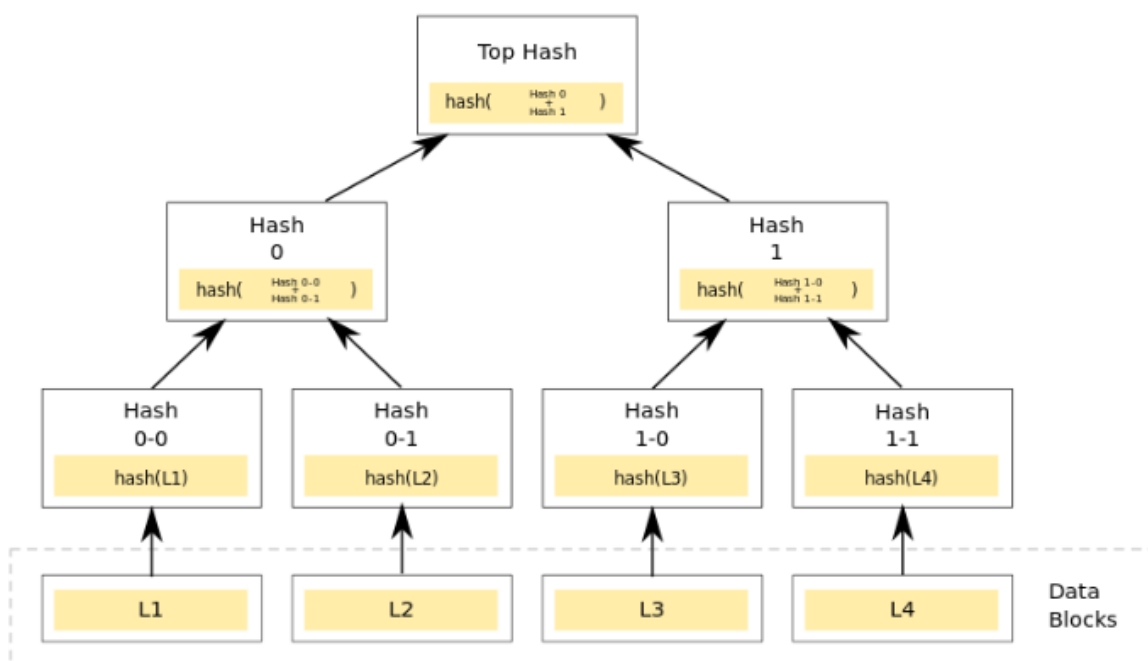 Top Hash
hash( Hash 0 + Hash 1 )
Hash
0
hash( Hash 0-0 + Hash 0-1 )
Hash
1
hash( Hash 1-0 + Hash 1-1 )
Hash
0-0
hash(L1)
Hash
0-1
hash(L2)
Hash
1-0
hash(L3)
Hash
1-1
hash(L4)
L1
L2
L3
L4
Data
Blocks